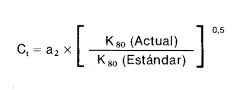 C₁ = a₂ × [ K₈₀ (Actual) / K₈₀ (Estándar) ] ^0,5